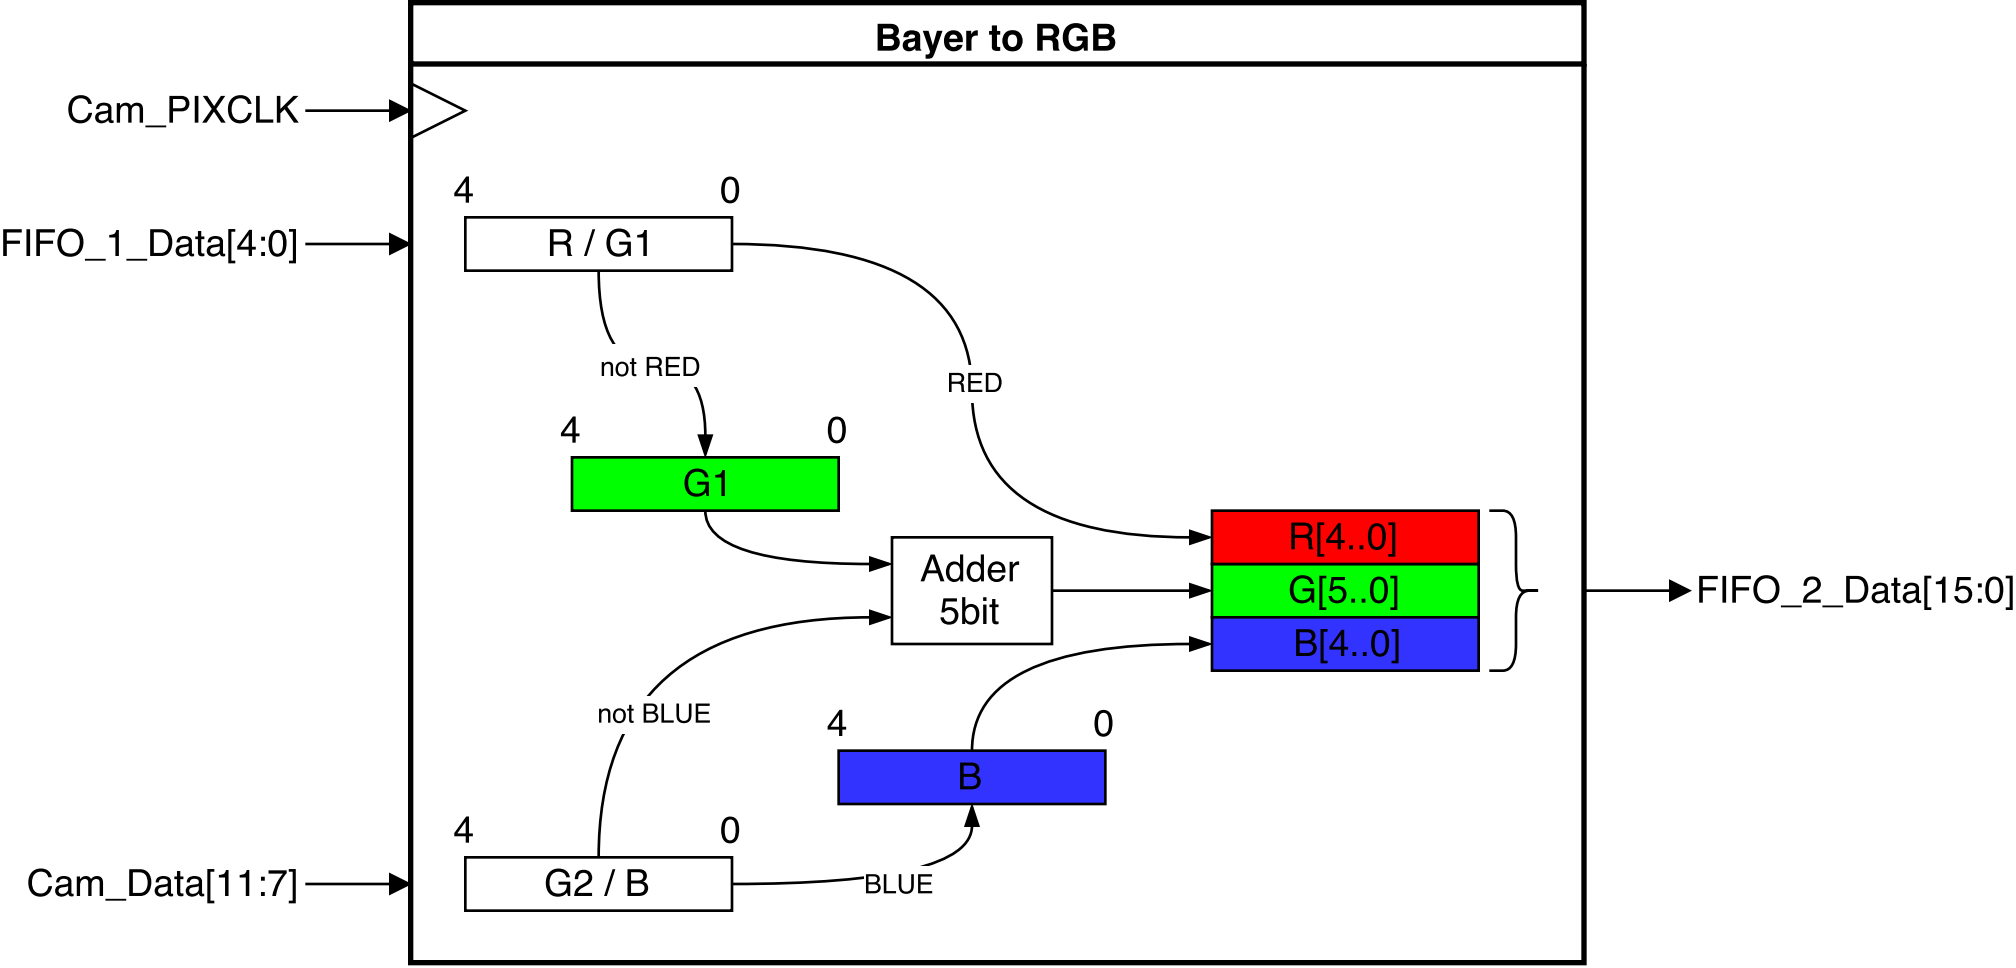 Bayer to RGB
Cam_PIXCLK
4 0
FIFO_1_Data[4:0]
R / G1
not RED
RED
4 0
G1
R[4..0]
Adder
5bit
G[5..0]
FIFO_2_Data[15:0]
B[4..0]
not BLUE
4 0
B
4 0
Cam_Data[11:7]
G2 / B
BLUE